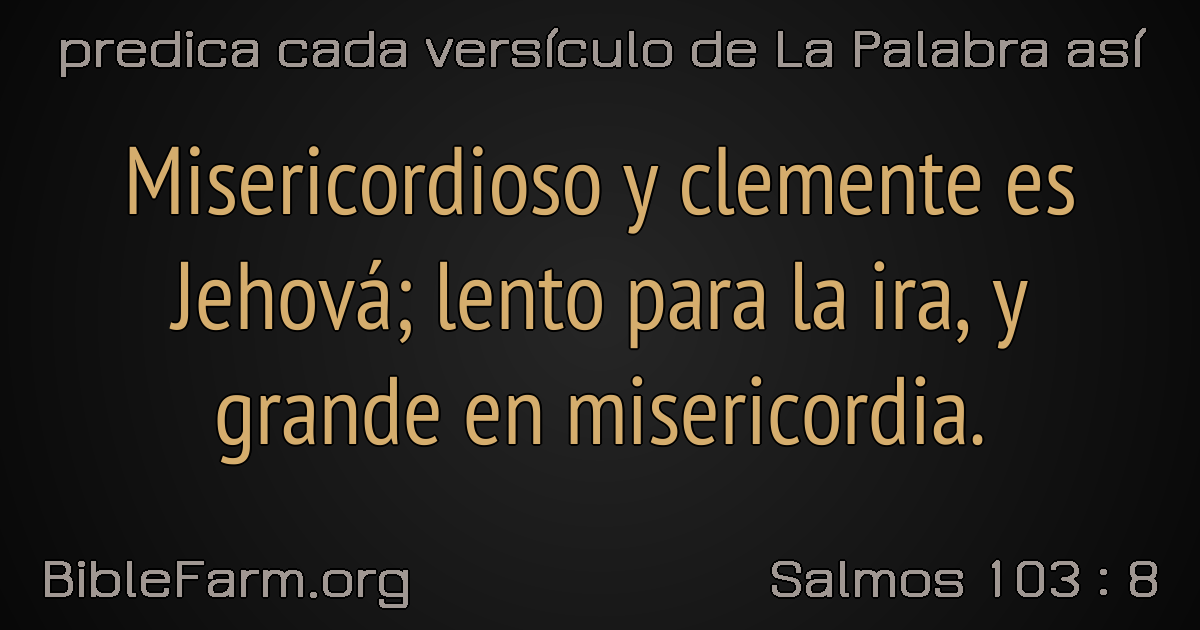 predica cada versículo de La Palabra así
Misericordioso y clemente es
Jehová; lento para la ira, y
grande en misericordia.
BibleFarm.org
Salmos 103 : 8